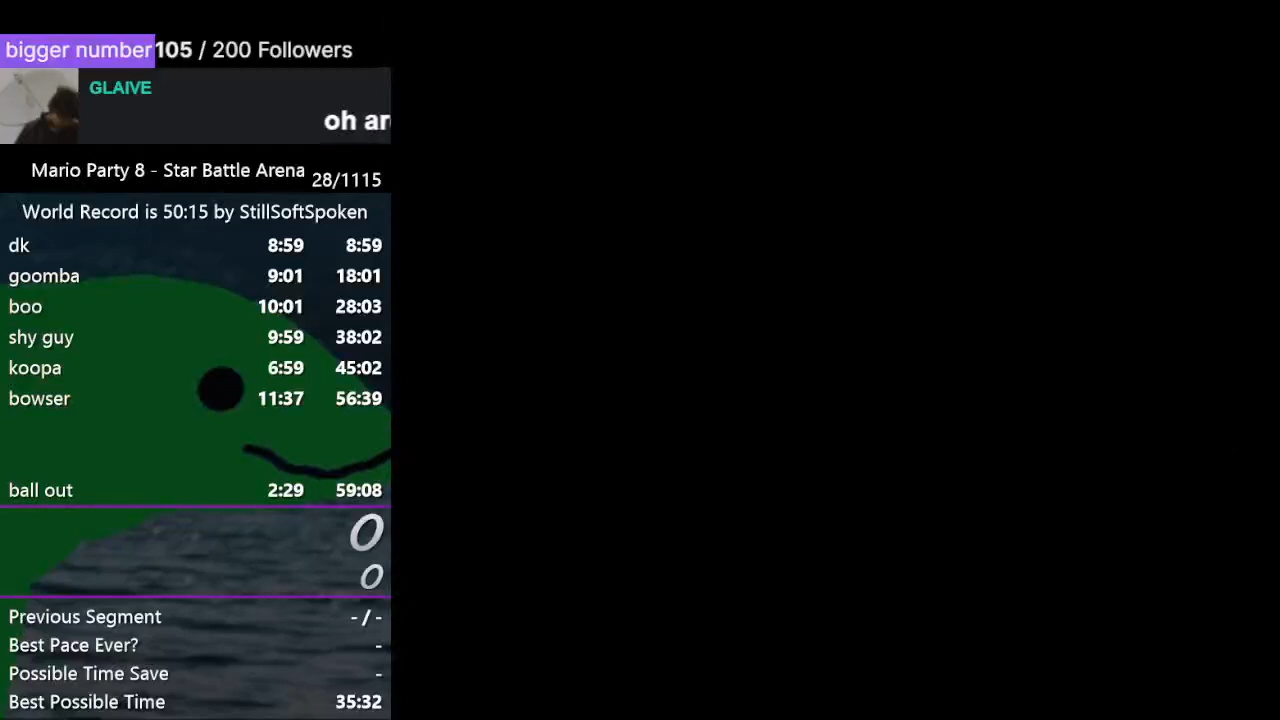 bigger number 105 / 200 Followers
GLAIVE
oh are
Mario Party 8 - Star Battle Arena 28/1115
World Record is 50:15 by StillSoftSpoken
dk 8:59 8:59
goomba 9:01 18:01
boo 10:01 28:03
shy guy 9:59 38:02
koopa 6:59 45:02
bowser 11:37 56:39
ball out 2:29 59:08
0
0
Previous Segment - / -
Best Pace Ever? -
Possible Time Save -
Best Possible Time 35:32